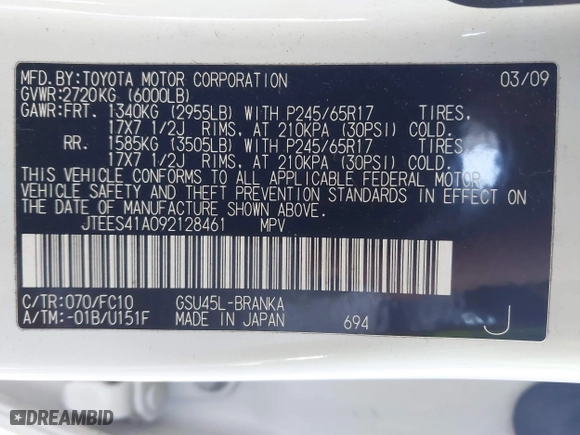 MFD.BY:TOYOTA MOTOR CORPORATION 03/09
GVWR:2720KG (6000LB)
GAWR:FRT. 1340KG (2955LB) WITH P245/65R17 TIRES,
17X7 1/2J RIMS, AT 210KPA (30PSI) COLD.
RR. 1585KG (3505LB) WITH P245/65R17 TIRES,
17X7 1/2J RIMS, AT 210KPA (30PSI) COLD.
THIS VEHICLE CONFORMS TO ALL APPLICABLE FEDERAL MOTOR
VEHICLE SAFETY AND THEFT PREVENTION STANDARDS IN EFFECT ON
THE DATE OF MANUFACTURE SHOWN ABOVE.
JTEES41A092128461 MPV
C/TR:070/FC10 GSU45L-BRANKA
A/TM:-01B/U151F MADE IN JAPAN 694 J
DREAMBID